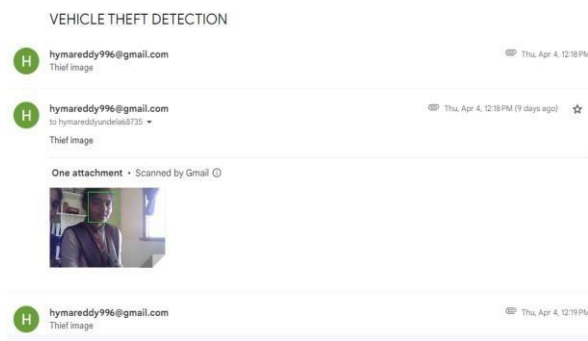 VEHICLE THEFT DETECTION
H
hymareddy996@gmail.com
Thu, Apr 4, 12:18 PM
Thief image
H
hymareddy996@gmail.com
Thu, Apr 4, 12:18 PM (9 days ago)
to hymareddyundela68735
Thief image
One attachment • Scanned by Gmail
H
hymareddy996@gmail.com
Thu, Apr 4, 12:19 PM
Thief image